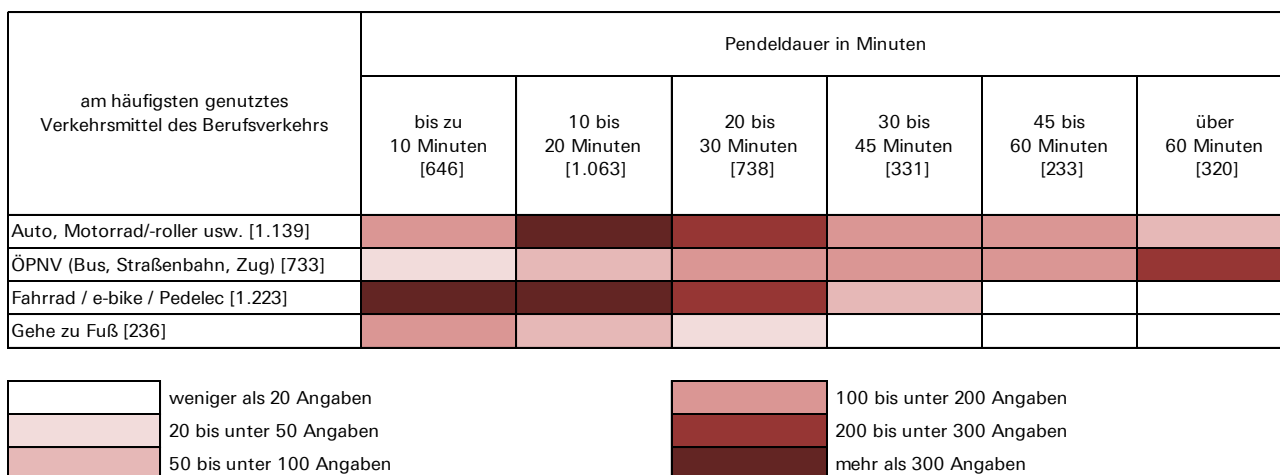 Pendeldauer in Minuten
am häufigsten genutztes
Verkehrsmittel des Berufsverkehrs
bis zu
10 Minuten
[646]
10 bis
20 Minuten
[1.063]
20 bis
30 Minuten
[738]
30 bis
45 Minuten
[331]
45 bis
60 Minuten
[233]
über
60 Minuten
[320]
Auto, Motorrad/-roller usw. [1.139]
ÖPNV (Bus, Straßenbahn, Zug) [733]
Fahrrad / e-bike / Pedelec [1.223]
Gehe zu Fuß [236]
weniger als 20 Angaben
20 bis unter 50 Angaben
50 bis unter 100 Angaben
100 bis unter 200 Angaben
200 bis unter 300 Angaben
mehr als 300 Angaben